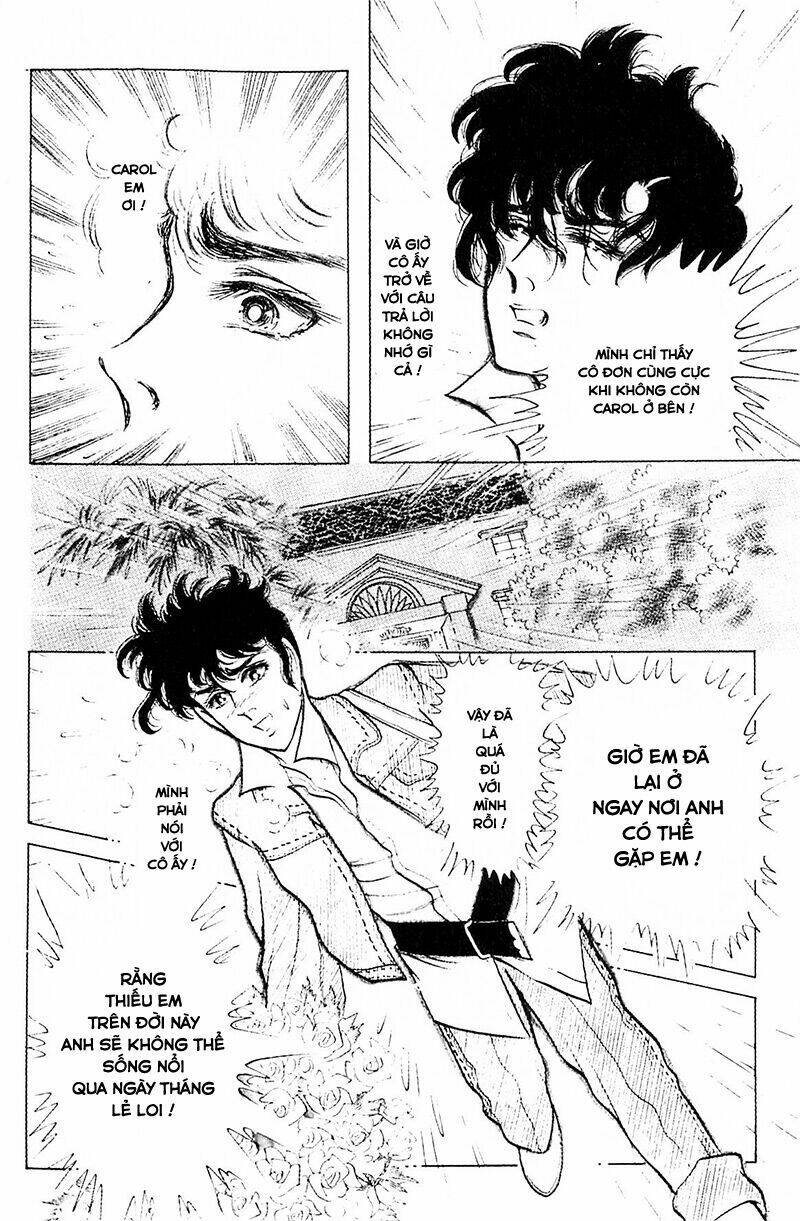 MÌNH CHỈ THẤY
CÔ ĐƠN CÙNG CỰC
KHI KHÔNG CÒN
CAROL Ở BÊN !
VÀ GIỜ
CÔ ẤY
TRỞ VỀ
VỚI CÂU
TRẢ LỜI
KHÔNG
NHỚ GÌ
CẢ !
CAROL
EM
ƠI !
GIỜ EM ĐÃ
LẠI Ở
NGAY NƠI ANH
CÓ THỂ
GẶP EM !
VẬY ĐÃ
LÀ
QUÁ
ĐỦ
VỚI
MÌNH
RỒI !
MÌNH
PHẢI
NÓI
VỚI
CÔ ẤY !
RẰNG
THIẾU EM
TRÊN ĐỜI NÀY
ANH SẼ KHÔNG THỂ
SỐNG NỔI
QUA NGÀY THÁNG
LẺ LOI !